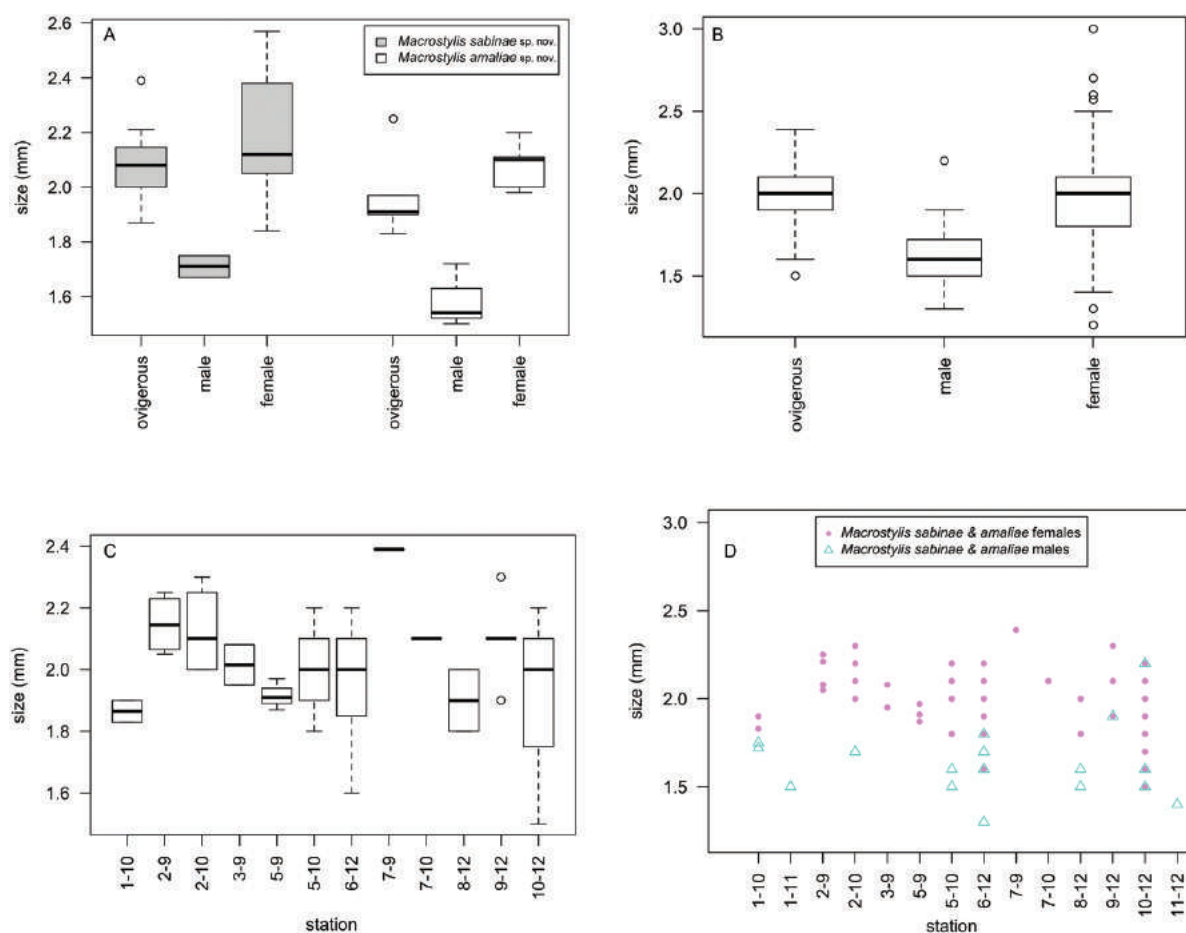 A
Macrostylis sabinae sp. nov.
Macrostylis amaliae sp. nov.
size (mm)
2.6
2.4
2.2
2.0
1.8
1.6
ovigerous
male
female
ovigerous
male
female
B
size (mm)
3.0
2.5
2.0
1.5
ovigerous
male
female
C
size (mm)
2.4
2.2
2.0
1.8
1.6
1-10
2-9
2-10
3-9
5-9
5-10
6-12
7-9
7-10
8-12
9-12
10-12
station
D
Macrostylis sabinae & amaliae females
Macrostylis sabinae & amaliae males
size (mm)
3.0
2.5
2.0
1.5
1-10
1-11
2-9
2-10
3-9
5-9
5-10
6-12
7-9
7-10
8-12
9-12
10-12
11-12
station